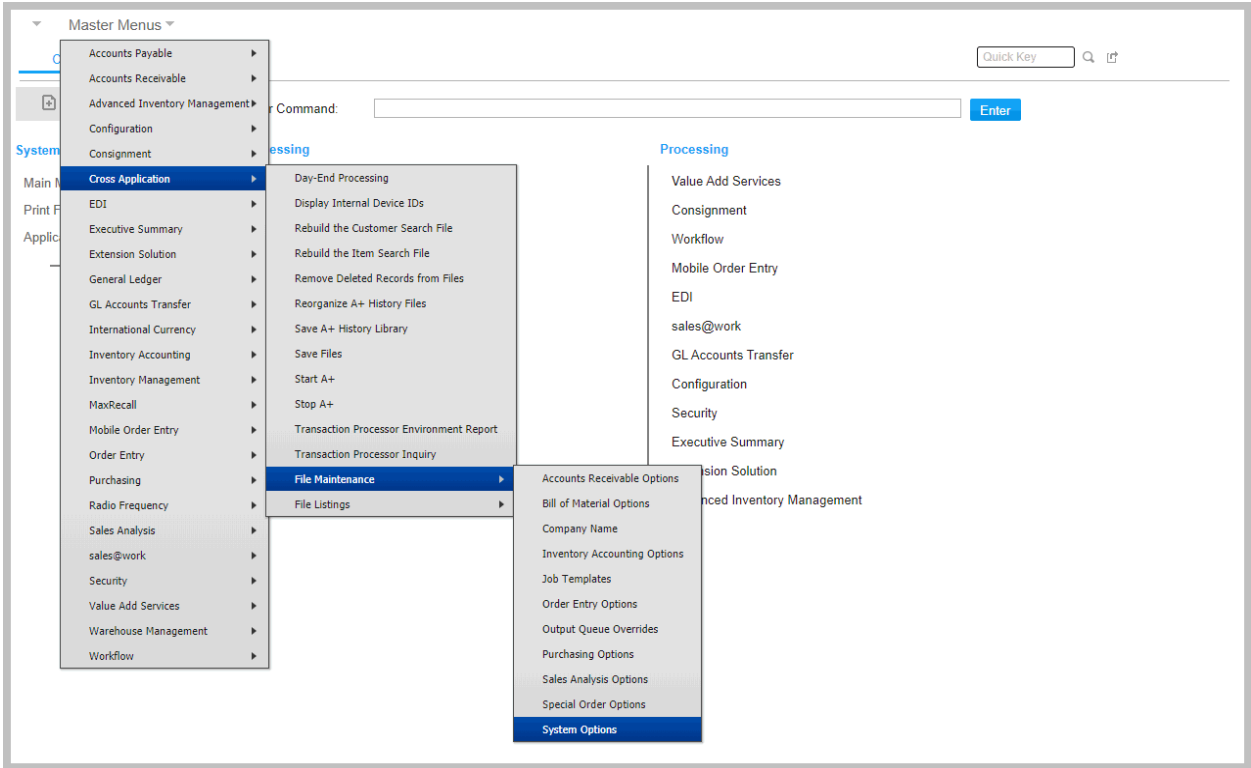 Master Menus
Quick Key
r Command:
Enter
System
Main M
Print F
Applic
Accounts Payable
Accounts Receivable
Advanced Inventory Management
Configuration
Consignment
Cross Application
EDI
Executive Summary
Extension Solution
General Ledger
GL Accounts Transfer
International Currency
Inventory Accounting
Inventory Management
MaxRecall
Mobile Order Entry
Order Entry
Purchasing
Radio Frequency
Sales Analysis
sales@work
Security
Value Add Services
Warehouse Management
Workflow
essing
Day-End Processing
Display Internal Device IDs
Rebuild the Customer Search File
Rebuild the Item Search File
Remove Deleted Records from Files
Reorganize A+ History Files
Save A+ History Library
Save Files
Start A+
Stop A+
Transaction Processor Environment Report
Transaction Processor Inquiry
File Maintenance
File Listings
Accounts Receivable Options
Bill of Material Options
Company Name
Inventory Accounting Options
Job Templates
Order Entry Options
Output Queue Overrides
Purchasing Options
Sales Analysis Options
Special Order Options
System Options
Processing
Value Add Services
Consignment
Workflow
Mobile Order Entry
EDI
sales@work
GL Accounts Transfer
Configuration
Security
Executive Summary
sion Solution
nced Inventory Management